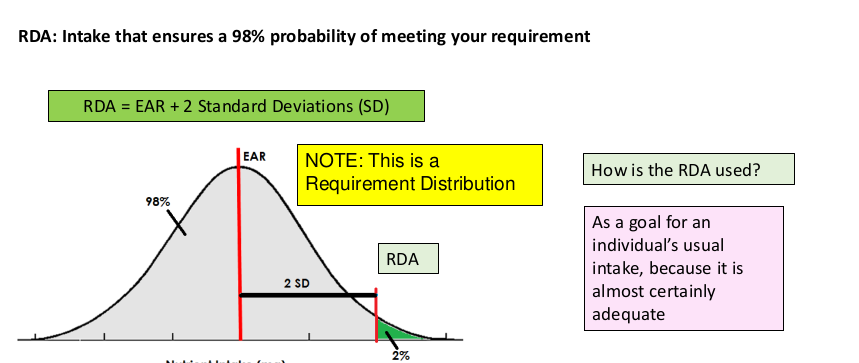 RDA: Intake that ensures a 98% probability of meeting your requirement
RDA = EAR + 2 Standard Deviations (SD)
EAR
NOTE: This is a
Requirement Distribution
How is the RDA used?
98%
As a goal for an
individual's usual
intake, because it is
almost certainly
adequate
RDA
2 SD
2%